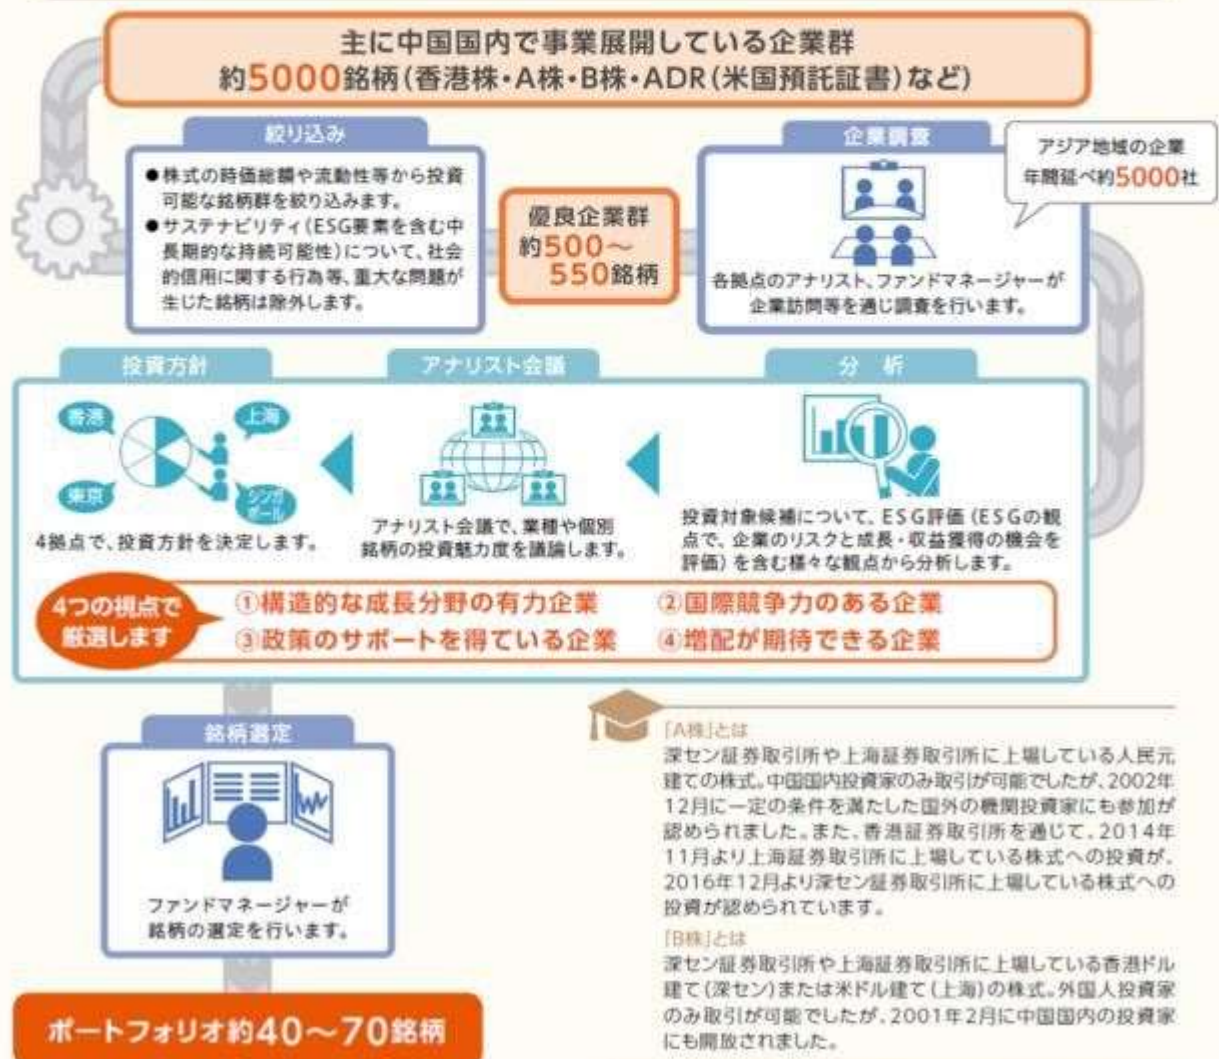 主に中国国内で事業展開している企業群
約5000銘柄(香港株・A株・B株・ADR(米国預託証書)など)
絞り込み
●株式の時価総額や流動性等から投資
可能な銘柄群を絞り込みます。
●サステナビリティ(ESG要素を含む中
長期的な持続可能性)について、社会
的信用に関する行為等、重大な問題が
生じた銘柄は除外します。
優良企業群
約500～
550銘柄
企業調査
アジア地域の企業
年間延べ約5000社
各拠点のアナリスト、ファンドマネージャーが
企業訪問等を通じ調査を行います。
投資方針
香港
上海
東京
シンガ
ポール
4拠点で、投資方針を決定します。
アナリスト会議
アナリスト会議で、業種や個別
銘柄の投資魅力度を議論します。
分析
投資対象候補について、ESG評価(ESGの観
点で、企業のリスクと成長・収益獲得の機会を
評価)を含む様々な観点から分析します。
4つの視点で
厳選します
①構造的な成長分野の有力企業
②国際競争力のある企業
③政策のサポートを得ている企業
④増配が期待できる企業
銘柄選定
ファンドマネージャーが
銘柄の選定を行います。
ポートフォリオ約40～70銘柄
「A株」とは
深セン証券取引所や上海証券取引所に上場している人民元
建ての株式。中国国内投資家のみ取引が可能でしたが、2002年
12月に一定の条件を満たした国外の機関投資家にも参加が
認められました。また、香港証券取引所を通じて、2014年
11月より上海証券取引所に上場している株式への投資が、
2016年12月より深セン証券取引所に上場している株式への
投資が認められています。
「B株」とは
深セン証券取引所や上海証券取引所に上場している香港ドル
建て(深セン)または米ドル建て(上海)の株式。外国人投資家
のみ取引が可能でしたが、2001年2月に中国国内の投資家
にも開放されました。